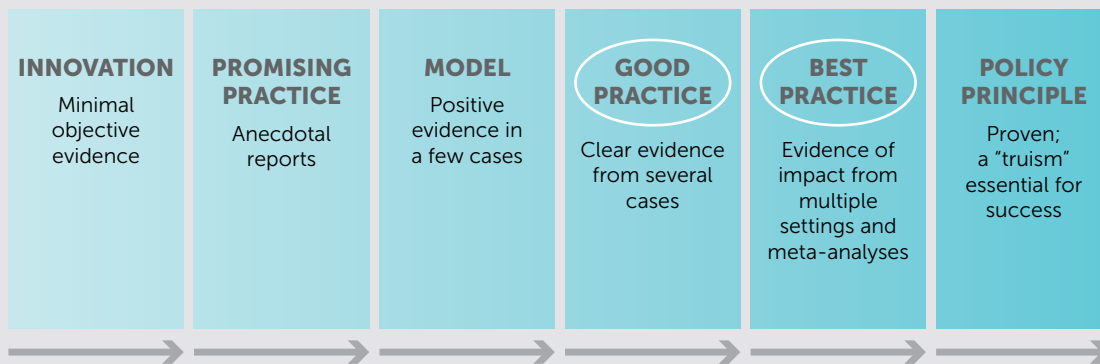 INNOVATION
Minimal
objective
evidence
PROMISING
PRACTICE
Anecdotal
reports
MODEL
Positive
evidence in
a few cases
GOOD
PRACTICE
Clear evidence
from several
cases
BEST
PRACTICE
Evidence of
impact from
multiple
settings and
meta-analyses
POLICY
PRINCIPLE
Proven;
a “truism”
essential for
success